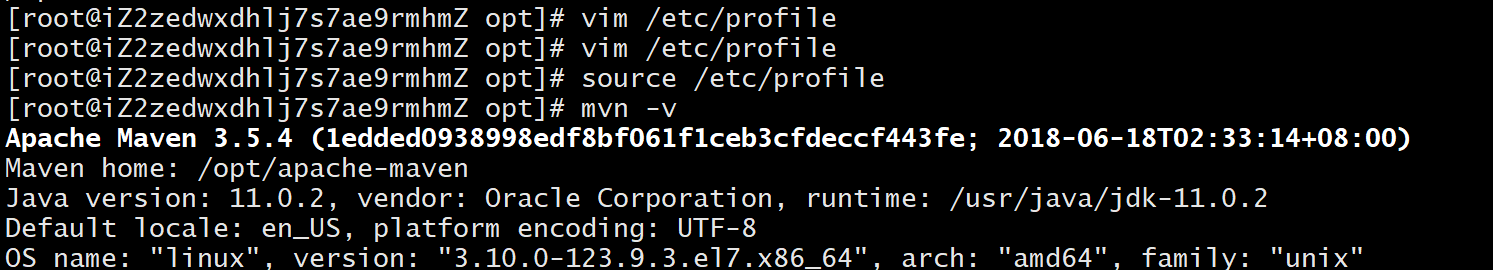 [root@iZ2zedwxdhlj7s7ae9rmhmZ opt]# vim /etc/profile
[root@iZ2zedwxdhlj7s7ae9rmhmZ opt]# vim /etc/profile
[root@iZ2zedwxdhlj7s7ae9rmhmZ opt]# source /etc/profile
[root@iZ2zedwxdhlj7s7ae9rmhmZ opt]# mvn -v
Apache Maven 3.5.4 (1edded0938998edf8bf061f1ceb3cfdeccf443fe; 2018-06-18T02:33:14+08:00)
Maven home: /opt/apache-maven
Java version: 11.0.2, vendor: Oracle Corporation, runtime: /usr/java/jdk-11.0.2
Default locale: en_US, platform encoding: UTF-8
OS name: "linux", version: "3.10.0-123.9.3.el7.x86_64", arch: "amd64", family: "unix"